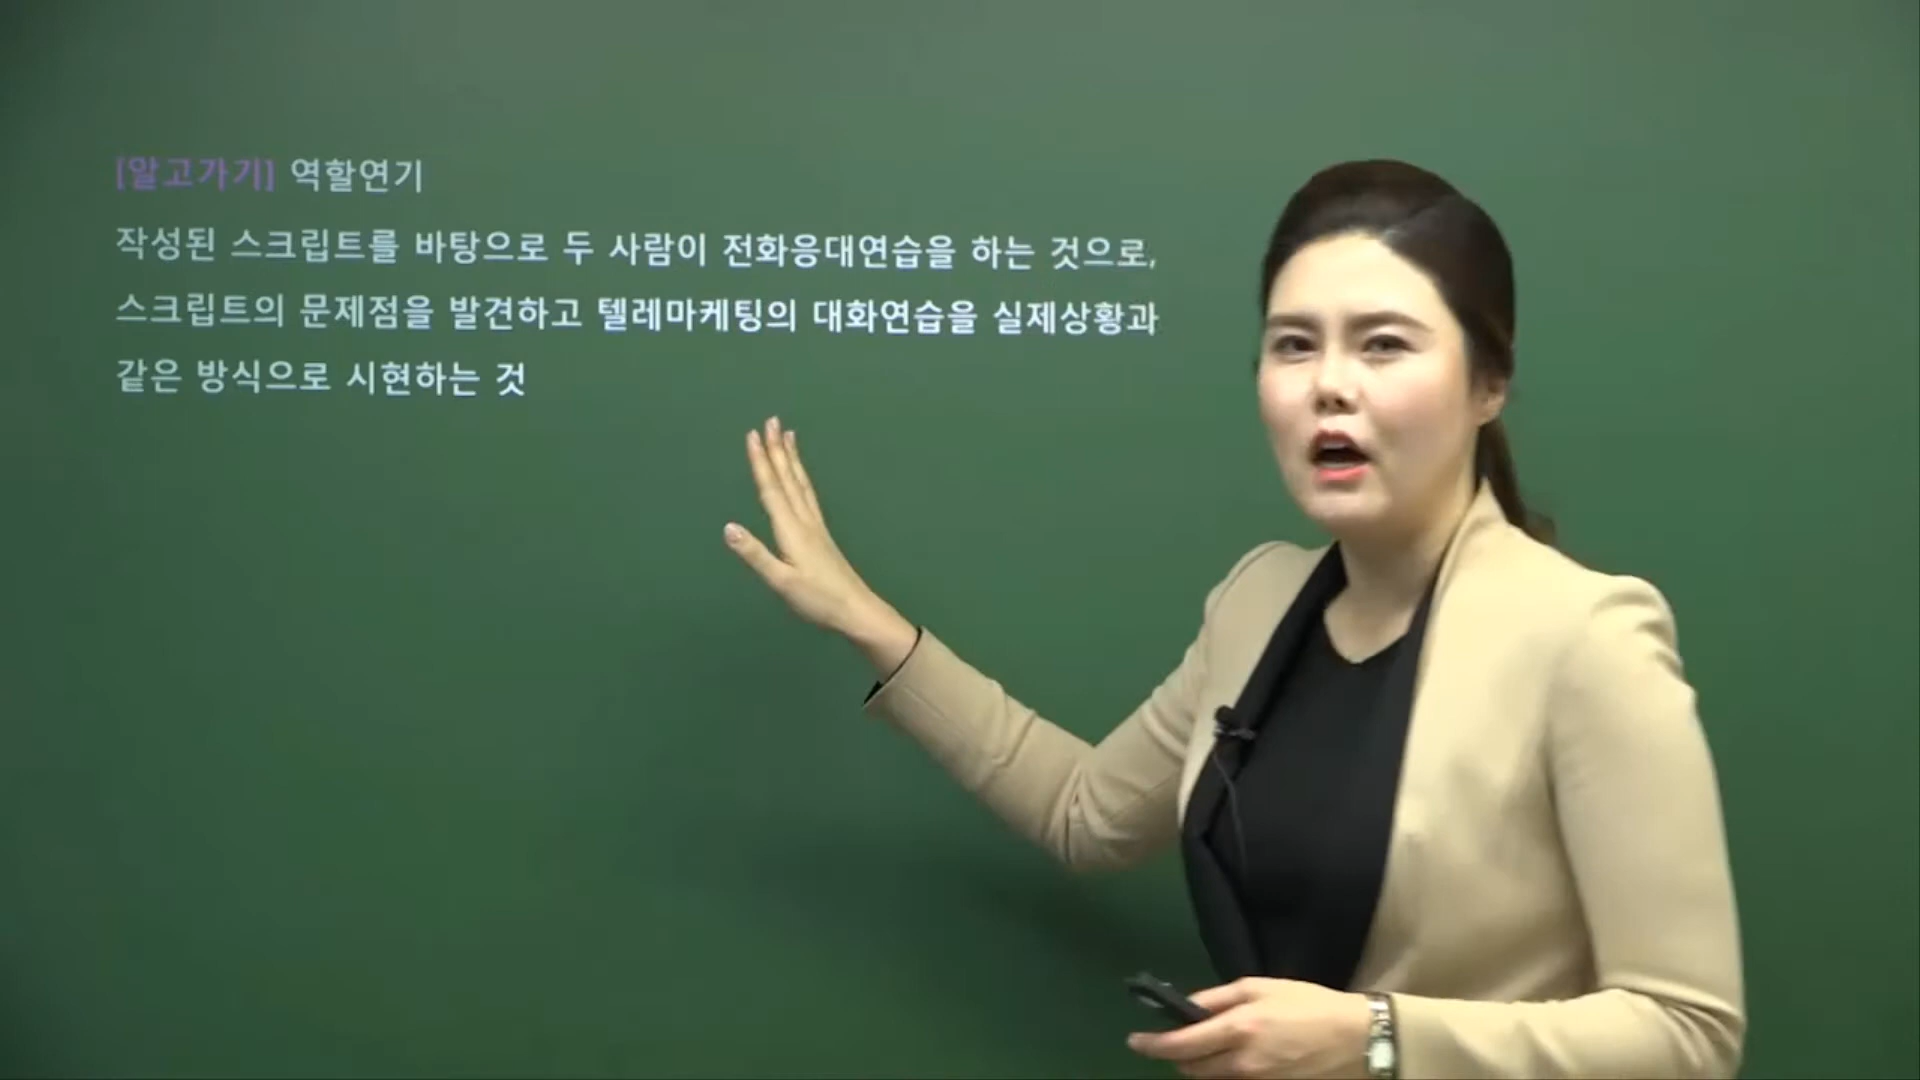 [알고가기] 역할연기
작성된 스크립트를 바탕으로 두 사람이 전화응대연습을 하는 것으로,
스크립트의 문제점을 발견하고 텔레마케팅의 대화연습을 실제상황과
같은 방식으로 시현하는 것